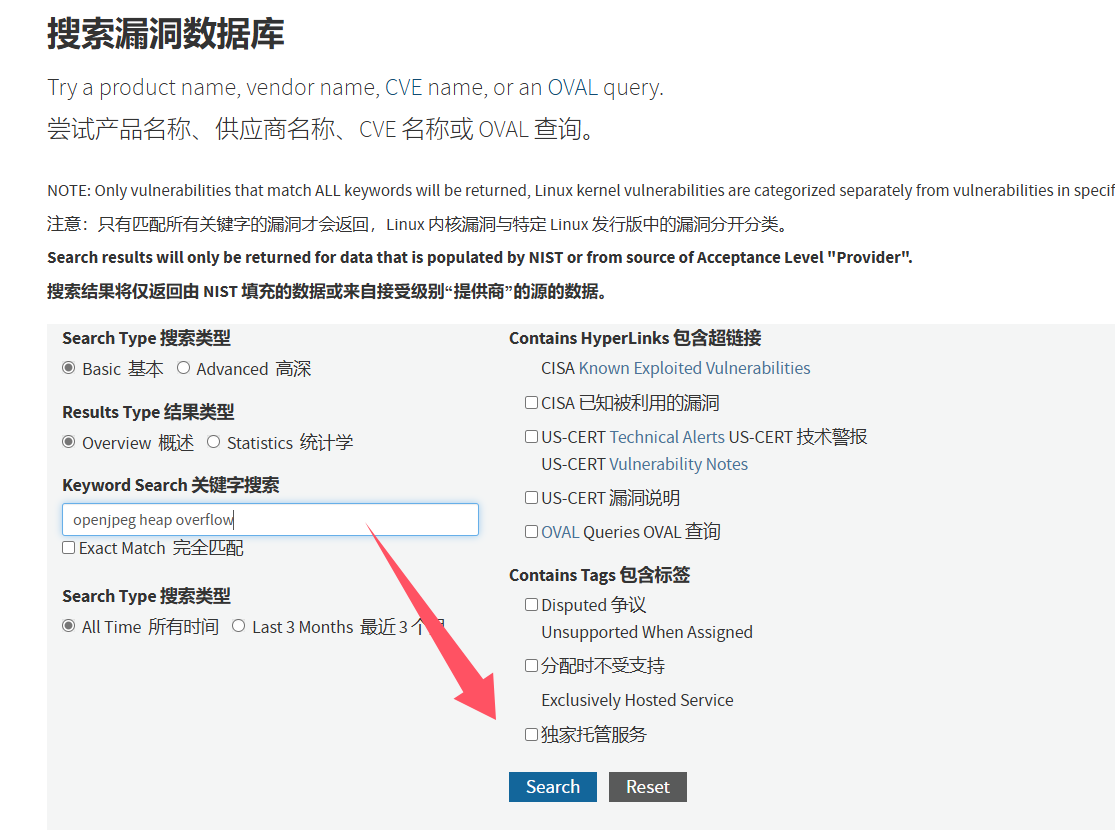 搜索漏洞数据库
Try a product name, vendor name, CVE name, or an OVAL query.
尝试产品名称、供应商名称、CVE 名称或 OVAL 查询。
NOTE: Only vulnerabilities that match ALL keywords will be returned, Linux kernel vulnerabilities are categorized separately from vulnerabilities in
注意：只有匹配所有关键字的漏洞才会返回，Linux 内核漏洞与特定 Linux 发行版中的漏洞分开分类。
Search results will only be returned for data that is populated by NIST or from source of Acceptance Level "Provider".
搜索结果将仅返回由 NIST 填充的数据或来自接受级别“提供商”的源的数据。
Search Type 搜索类型
Basic 基本 Advanced 高深
Results Type 结果类型
Overview 概述 Statistics 统计学
Keyword Search 关键字搜索
openjpeg heap overflow
Exact Match 完全匹配
Search Type 搜索类型
All Time 所有时间 Last 3 Months 最近 3 个
Contains HyperLinks 包含超链接
CISA Known Exploited Vulnerabilities
CISA 已知被利用的漏洞
US-CERT Technical Alerts US-CERT 技术警报
US-CERT Vulnerability Notes
US-CERT 漏洞说明
OVAL Queries OVAL 查询
Contains Tags 包含标签
Disputed 争议
Unsupported When Assigned
分配时不受支持
Exclusively Hosted Service
独家托管服务
Search Reset